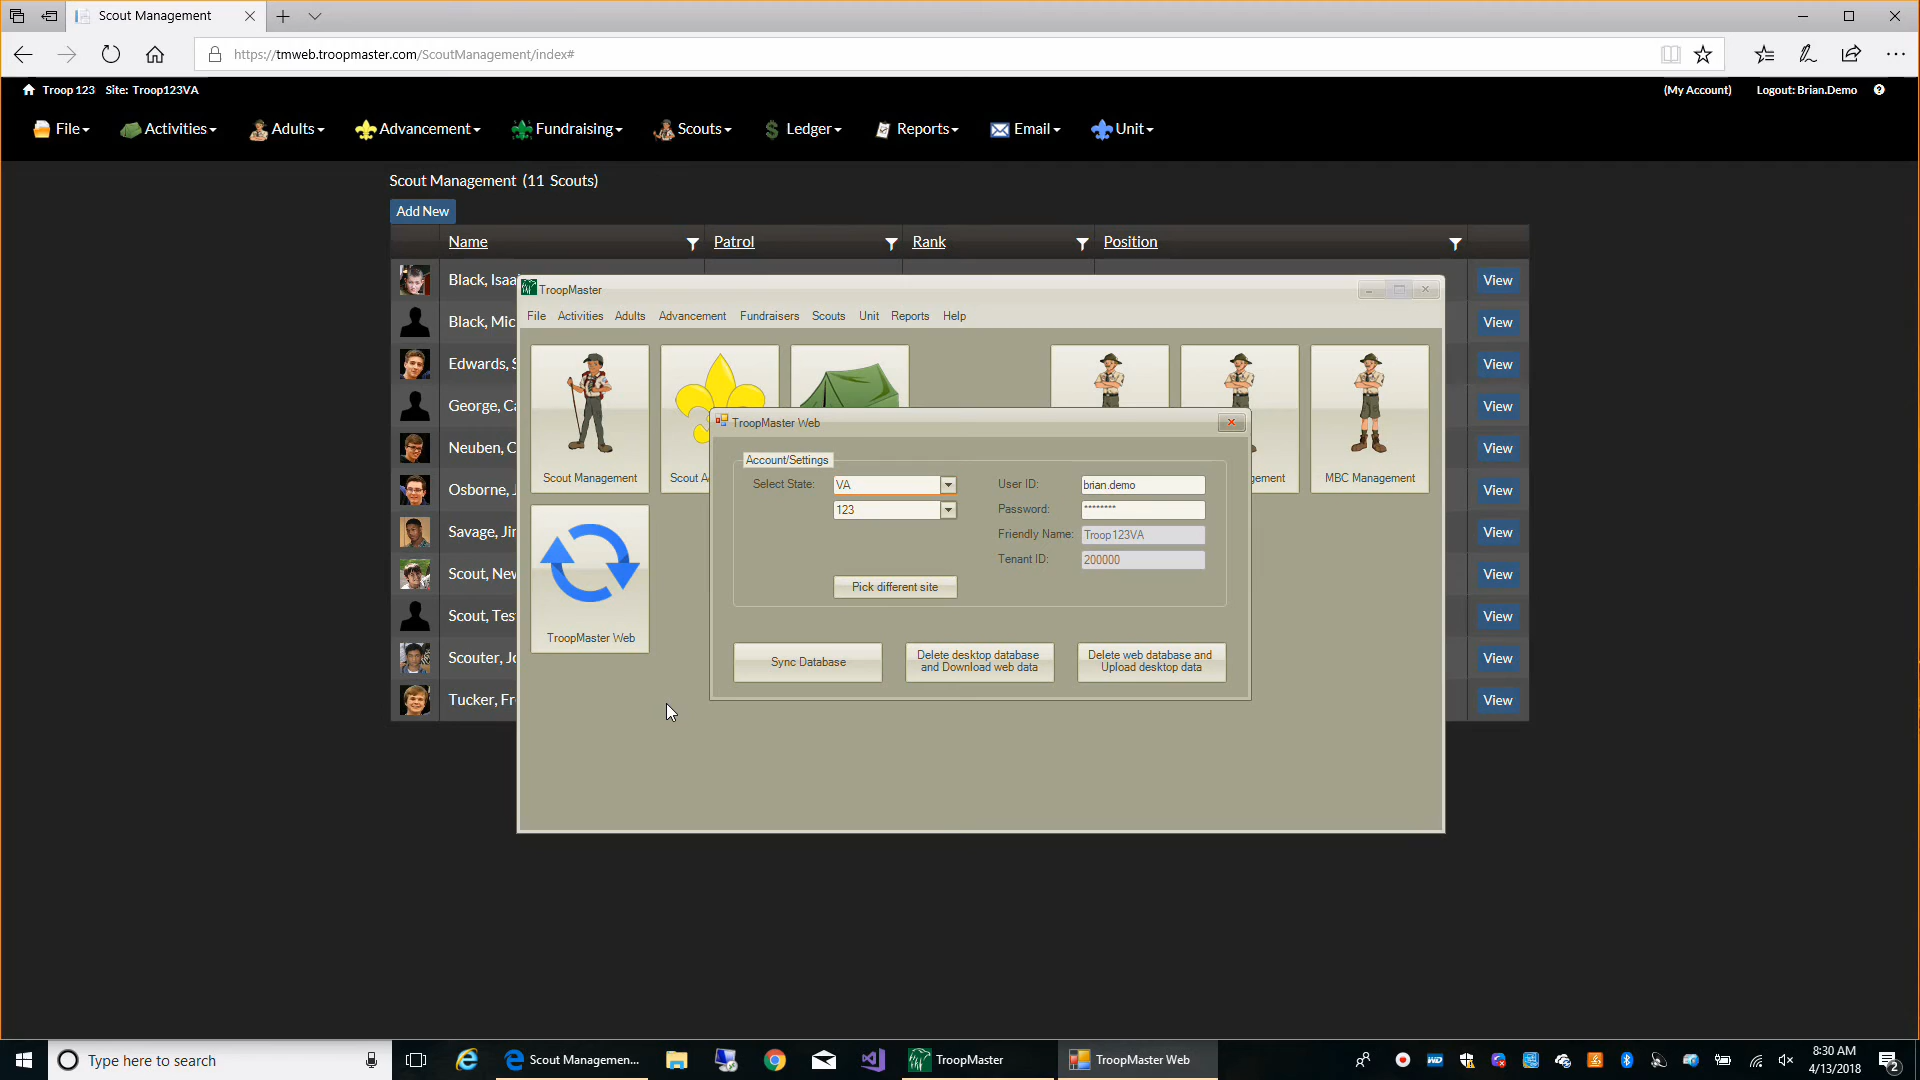 Scout Management
https://tmweb.troopmaster.com/ScoutManagement/index#
Troop 123 Site: Troop123VA
(My Account) Logout: Brian.Demo
File Activities Adults Advancement Fundraising Scouts Ledger Reports Email Unit
Scout Management (11 Scouts)
Add New
Name Patrol Rank Position
Black, Isaa View
Black, Mic View
Edwards, S View
George, Ca View
Neuben, C View
Osborne, J View
Savage, Jir View
Scout, New View
Scout, Tes View
Scouter, Jo View
Tucker, Fr View
TroopMaster
File Activities Adults Advancement Fundraisers Scouts Unit Reports Help
Scout Management
Scout A
gement
MBC Management
TroopMaster Web
TroopMaster Web
Account/Settings
Select State: VA
123
Pick different site
User ID: brian.demo
Password: ********
Friendly Name: Troop123VA
Tenant ID: 200000
Sync Database
Delete desktop database
and Download web data
Delete web database and
Upload desktop data
Type here to search
Scout Managemen...
TroopMaster
TroopMaster Web
8:30 AM
4/13/2018
2